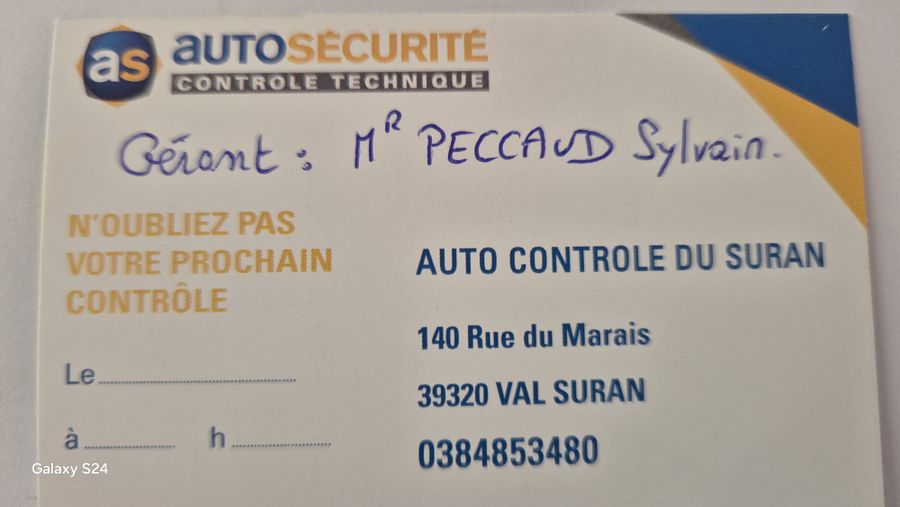 as AUTOSÉCURITÉ
CONTROLE TECHNIQUE
Gérant : Mᴿ PECCAUD Sylvain.
N'OUBLIEZ PAS
VOTRE PROCHAIN
CONTRÔLE
Le
à h
AUTO CONTROLE DU SURAN
140 Rue du Marais
39320 VAL SURAN
0384853480
Galaxy S24